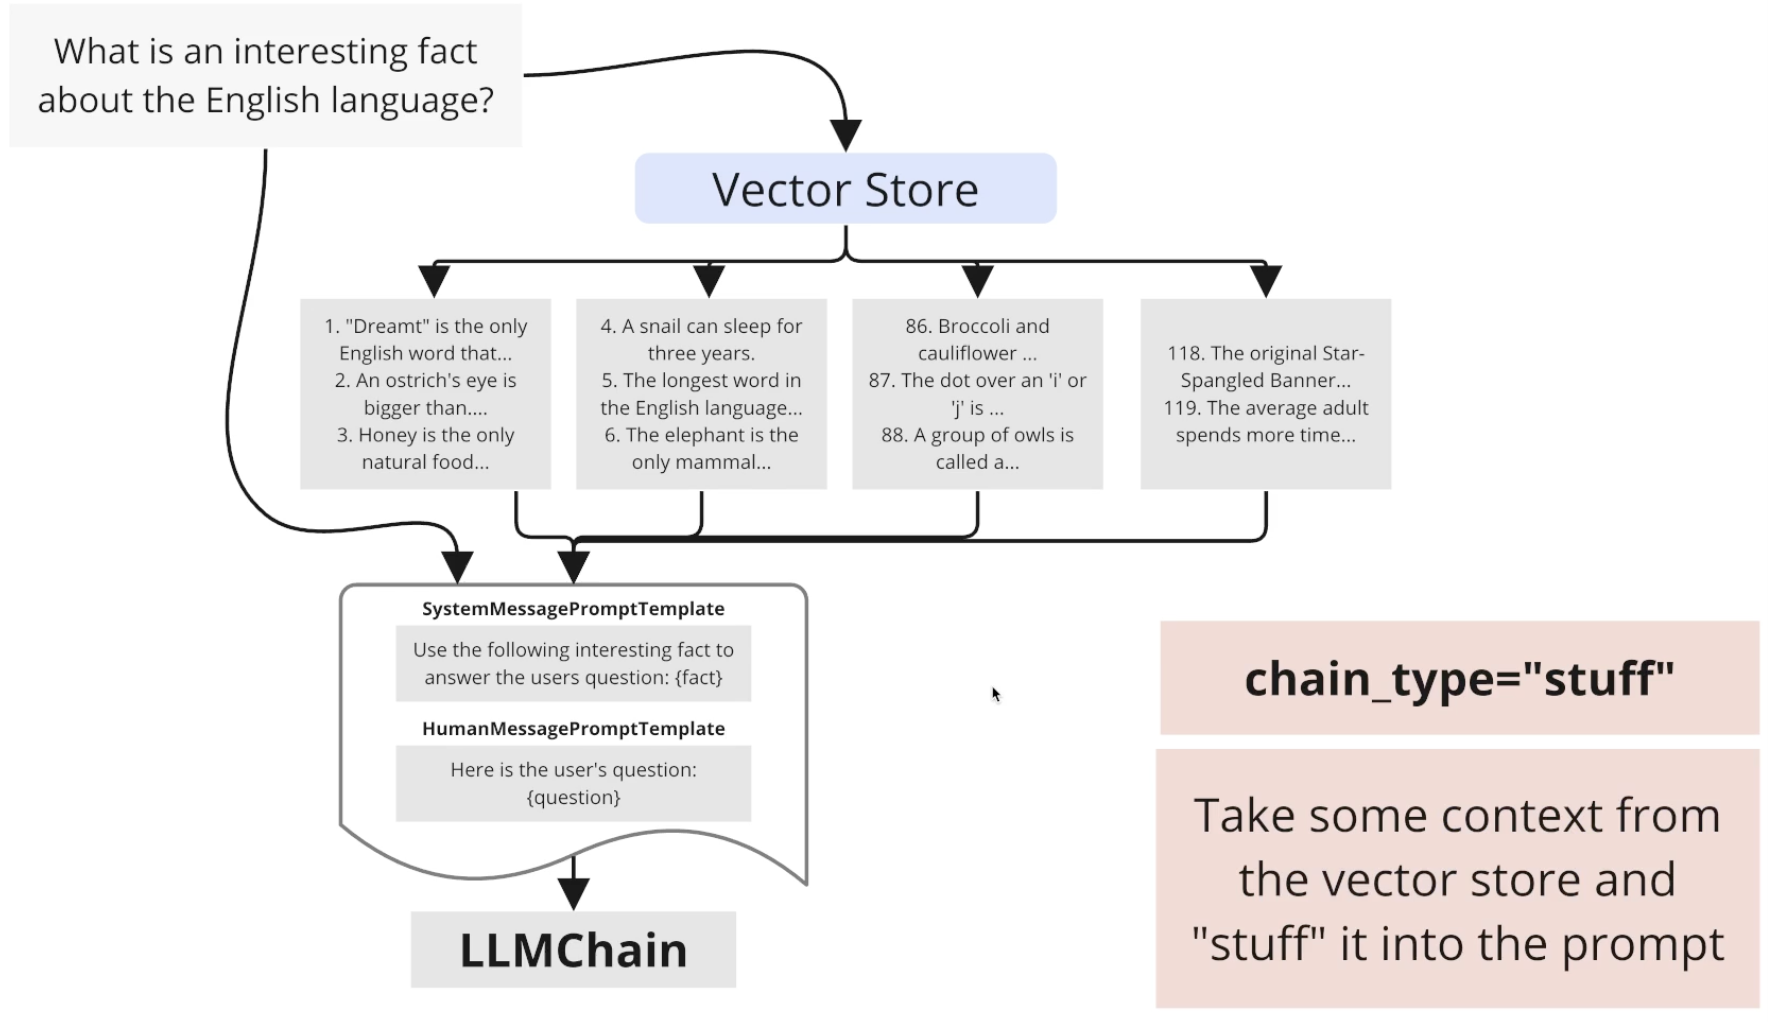 What is an interesting fact
about the English language?
Vector Store
1. "Dreamt" is the only
English word that...
2. An ostrich's eye is
bigger than....
3. Honey is the only
natural food...
4. A snail can sleep for
three years.
5. The longest word in
the English language...
6. The elephant is the
only mammal...
86. Broccoli and
cauliflower ...
87. The dot over an 'i' or
'j' is ...
88. A group of owls is
called a...
118. The original Star-
Spangled Banner...
119. The average adult
spends more time...
SystemMessagePromptTemplate
Use the following interesting fact to
answer the users question: {fact}
HumanMessagePromptTemplate
Here is the user's question:
{question}
LLMChain
chain_type="stuff"
Take some context from
the vector store and
"stuff" it into the prompt